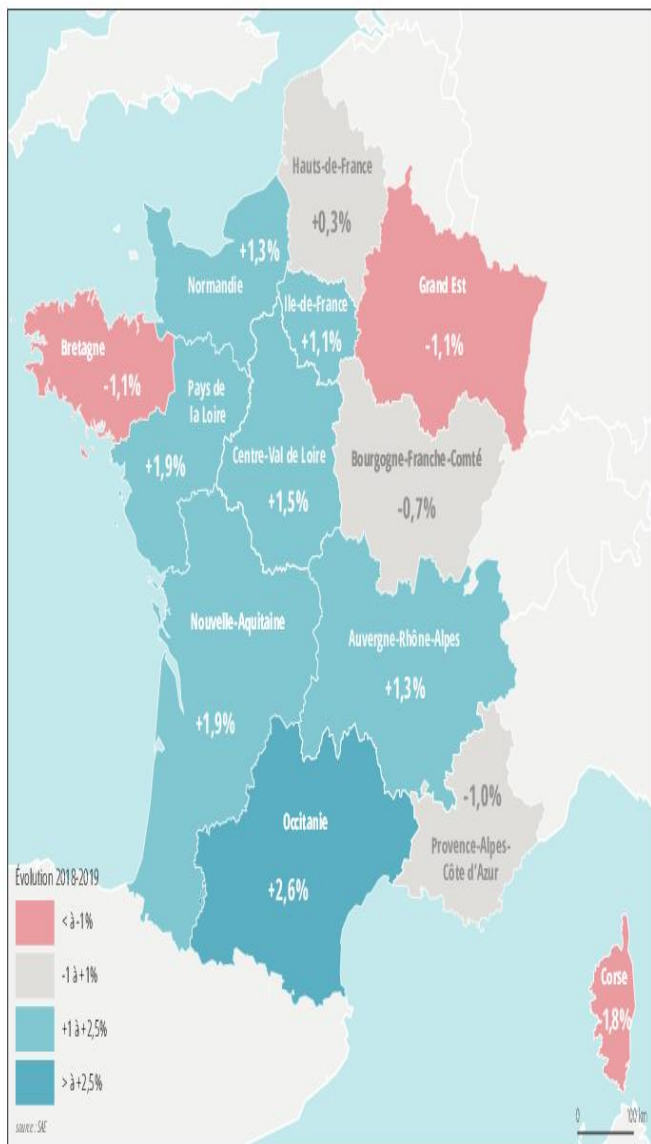 Hauts-de-France
+0,3%
+1,3%
Normandie
Ile-de-France
+1,1%
Grand Est
-1,1%
Bretagne
-1,1%
Pays de
la Loire
+1,9%
Centre-Val de Loire
+1,5%
Bourgogne-Franche-Comté
-0,7%
Nouvelle-Aquitaine
+1,9%
Auvergne-Rhône-Alpes
+1,3%
-1,0%
Provence-Alpes-
Côte d'Azur
Occitanie
+2,6%
Corse
-1,8%
Évolution 2018-2019
< à -1%
-1 à +1%
+1 à +2,5%
> à +2,5%
source : SAE
0 100 km